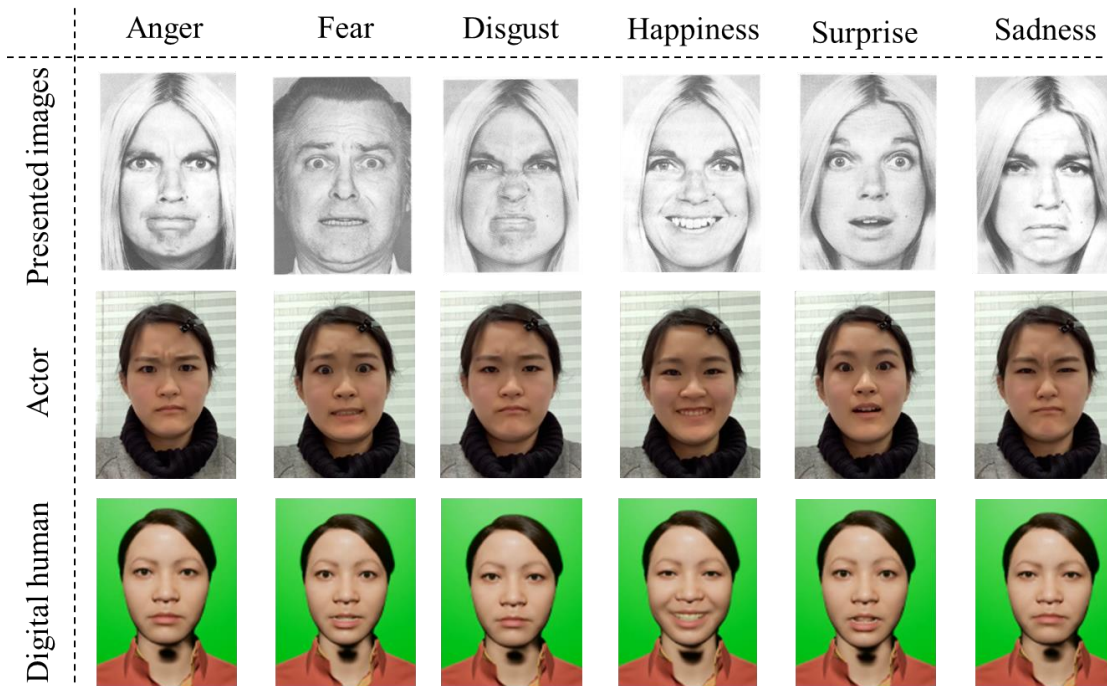 Anger Fear Disgust Happiness Surprise Sadness
Presented images
Actor
Digital human